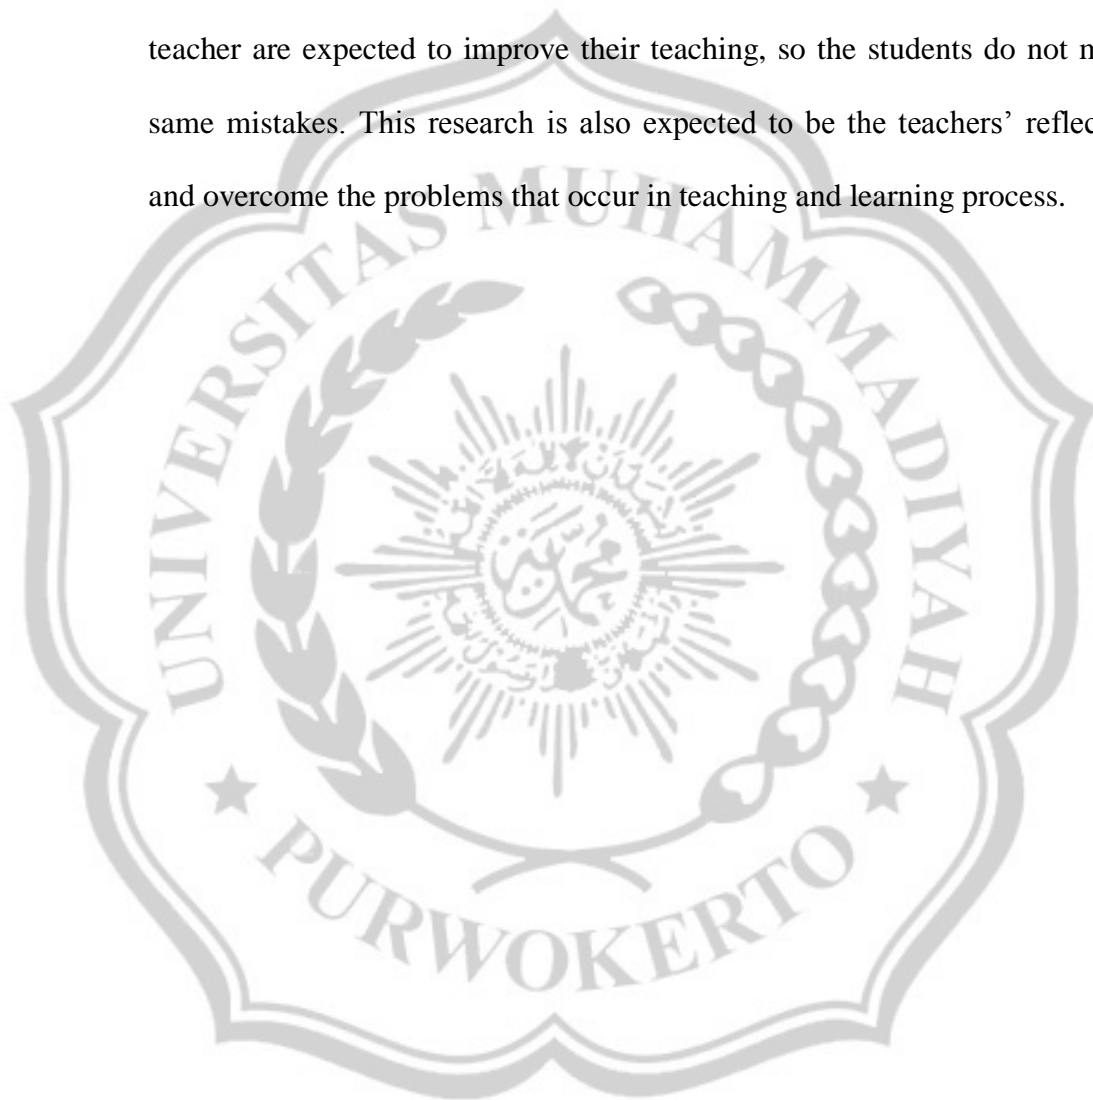 teacher are expected to improve their teaching, so the students do not
same mistakes. This research is also expected to be the teachers’
and overcome the problems that occur in teaching and learning process.
UNIVERSITAS MUHAMMADIYAH
PURWOKERTO